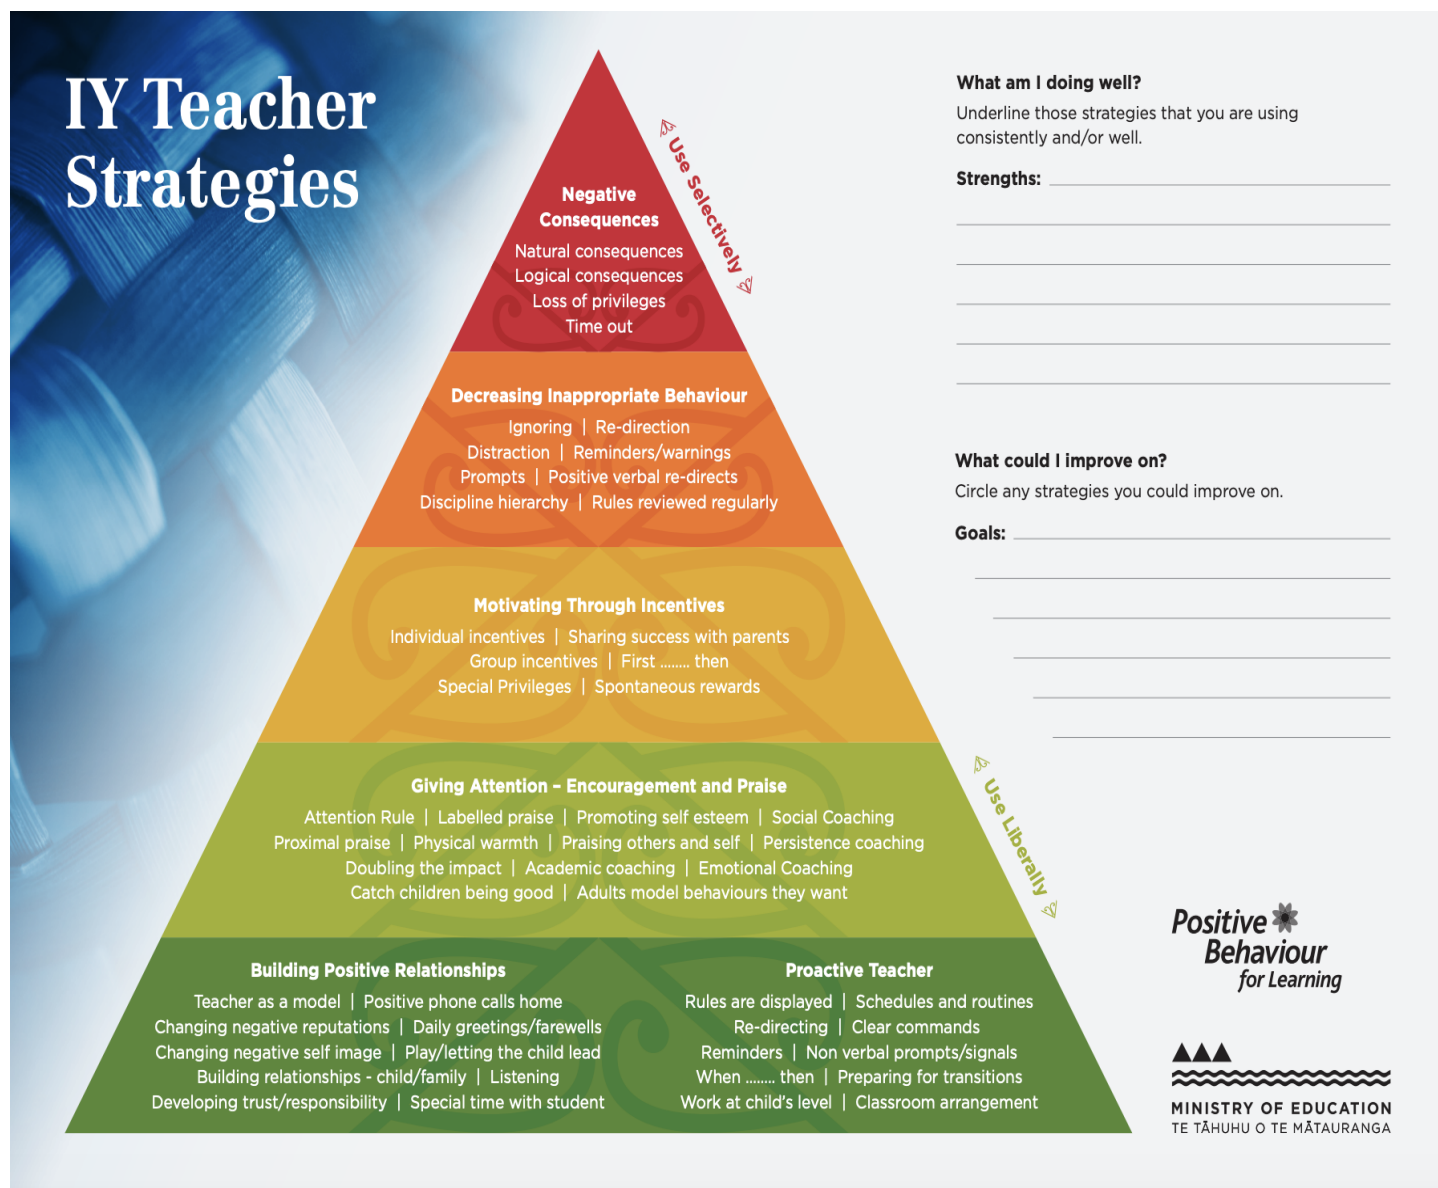 IY Teacher
Strategies
Use Selectively
Negative
Consequences
Natural consequences
Logical consequences
Loss of privileges
Time out
Decreasing Inappropriate Behaviour
Ignoring | Re-direction
Distraction | Reminders/warnings
Prompts | Positive verbal re-directs
Discipline hierarchy | Rules reviewed regularly
Motivating Through Incentives
Individual incentives | Sharing success with parents
Group incentives | First ........ then
Special Privileges | Spontaneous rewards
Giving Attention – Encouragement and Praise
Attention Rule | Labelled praise | Promoting self esteem | Social Coaching
Proximal praise | Physical warmth | Praising others and self | Persistence coaching
Doubling the impact | Academic coaching | Emotional Coaching
Catch children being good | Adults model behaviours they want
Use Liberally
Building Positive Relationships
Teacher as a model | Positive phone calls home
Changing negative reputations | Daily greetings/farewells
Changing negative self image | Play/letting the child lead
Building relationships - child/family | Listening
Developing trust/responsibility | Special time with student
Proactive Teacher
Rules are displayed | Schedules and routines
Re-directing | Clear commands
Reminders | Non verbal prompts/signals
When ........ then | Preparing for transitions
Work at child's level | Classroom arrangement
What am I doing well?
Underline those strategies that you are using
consistently and/or well.
Strengths:
What could I improve on?
Circle any strategies you could improve on.
Goals:
Positive
Behaviour
for Learning
MINISTRY OF EDUCATION
TE TĀHUHU O TE MĀTAURANGA